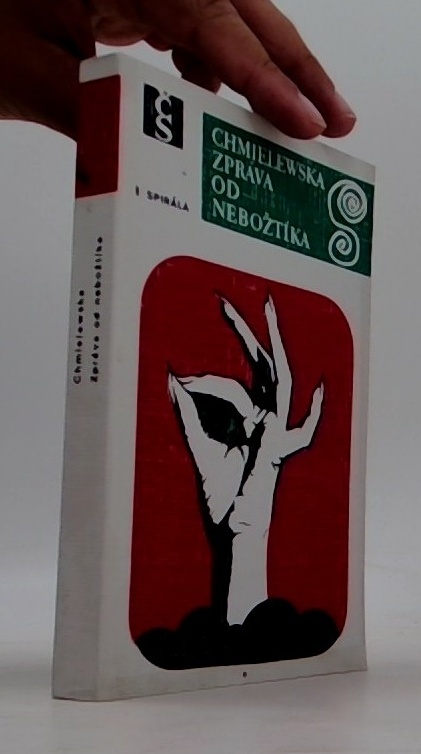 ČS
SPIRÁLA
CHMIELEWSKA
ZPRÁVA
OD
NEBOŽTÍKA
Chmielewska
Zpráva od nebožtíka